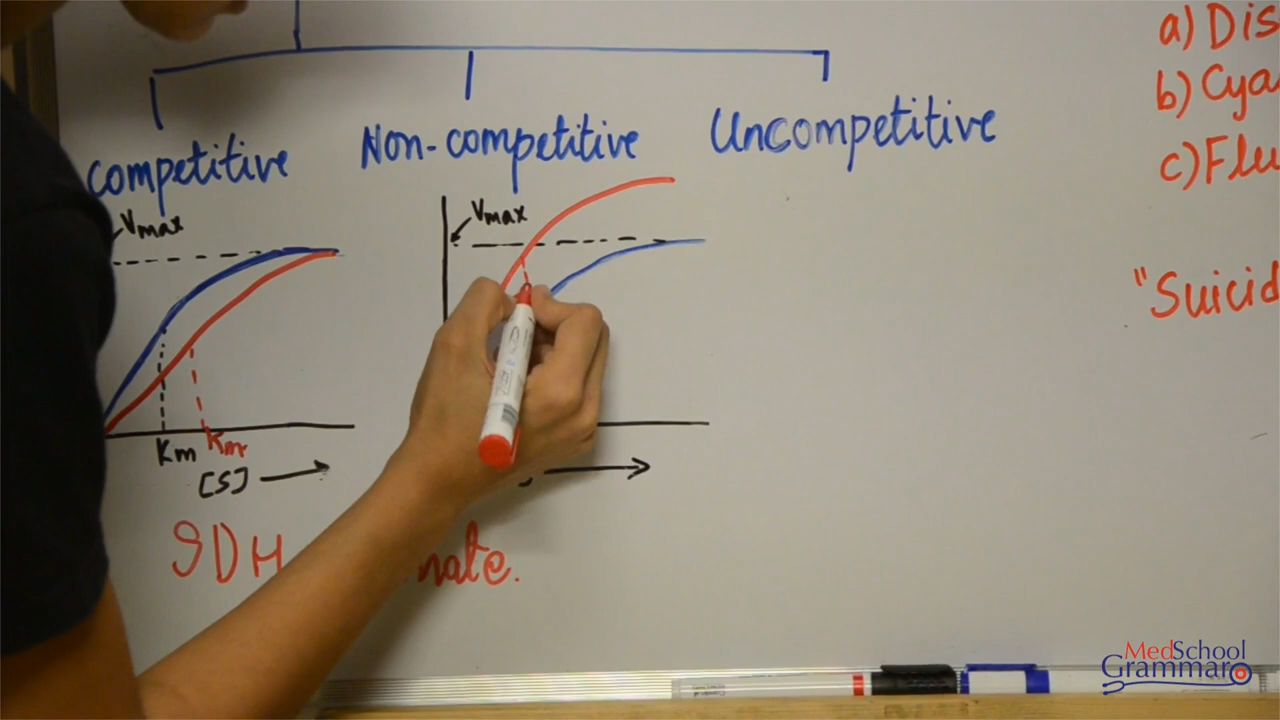 competitive
Non-competitive
Uncompetitive
Vmax
Vmax
Km
Km
[S]
SDH
nate.
a) Dis
b) Cya
c) Flu
"Suicid
MedSchool
Grammar